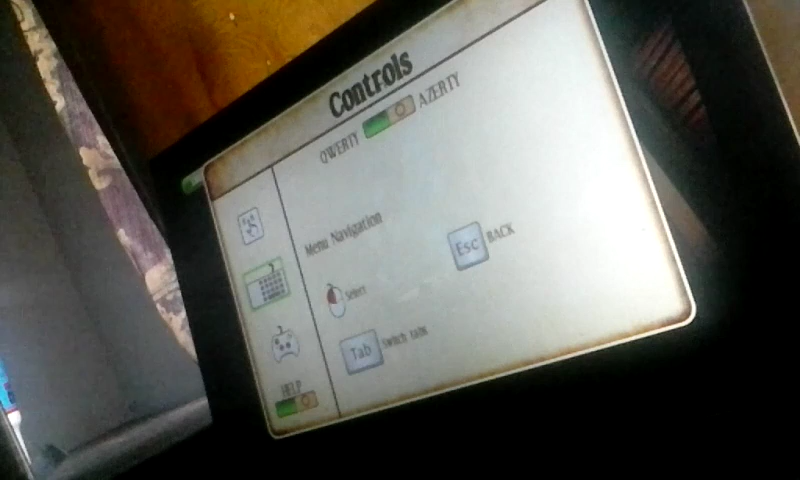 Controls
QWERTY AZERTY
Menu Navigation
Select
Esc BACK
Tab Switch tabs
HELP